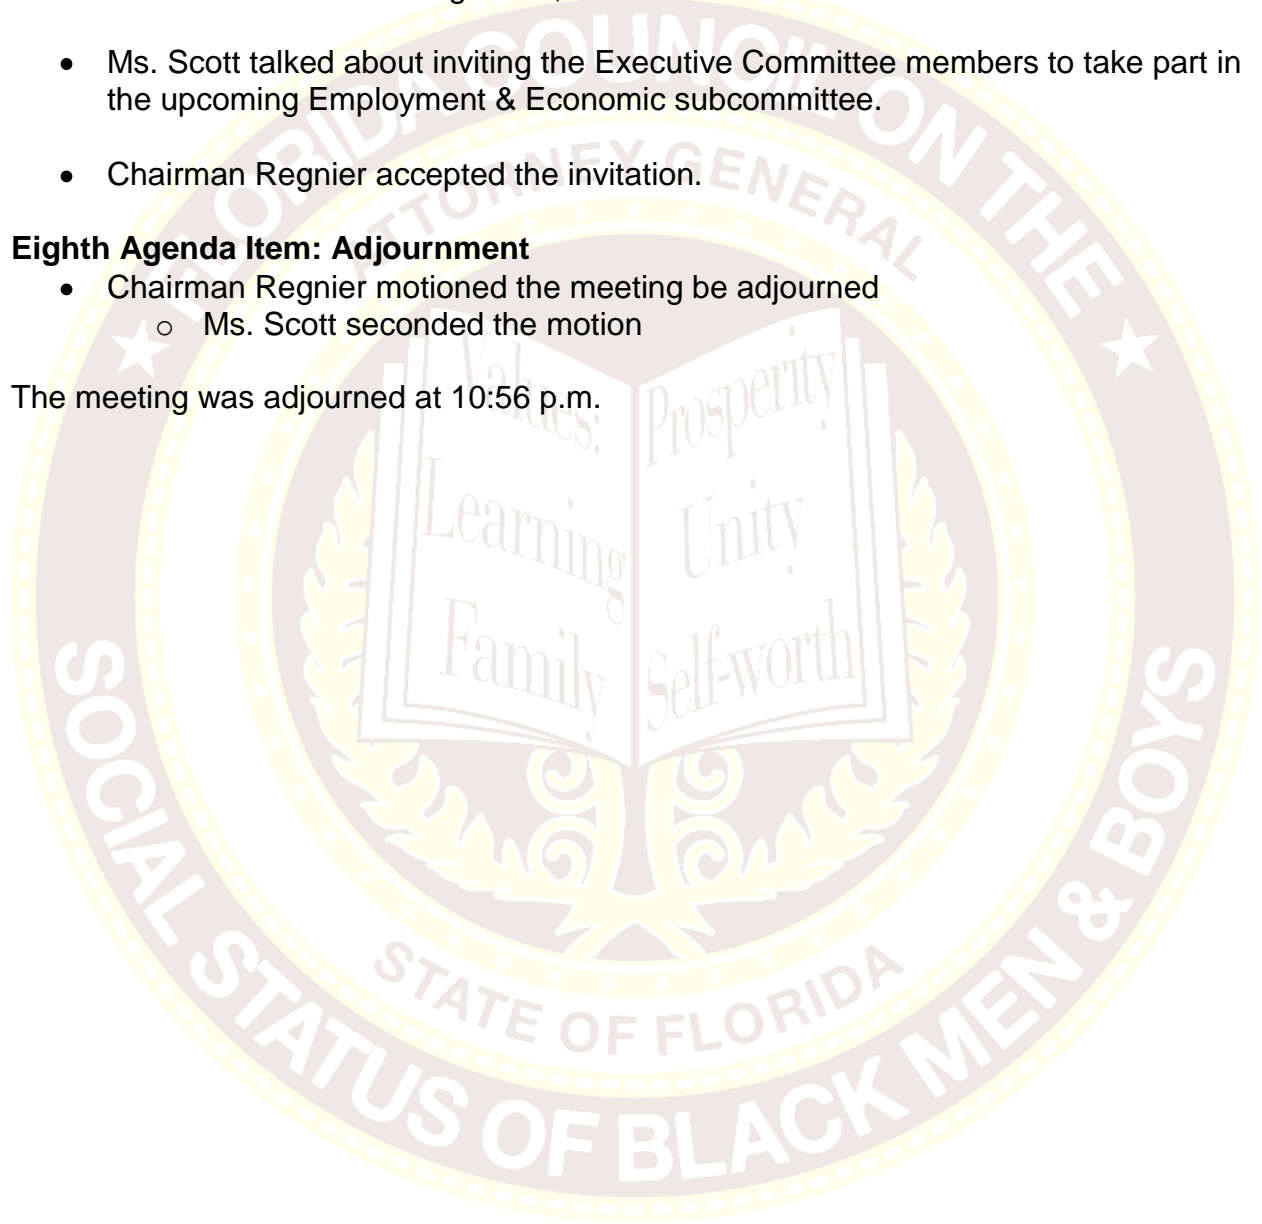 Ms. Scott talked about inviting the Executive Committee members to take part in
the upcoming Employment & Economic subcommittee.
Chairman Regnier accepted the invitation.
Eighth Agenda Item: Adjournment
Chairman Regnier motioned the meeting be adjourned
Ms. Scott seconded the motion
The meeting was adjourned at 10:56 p.m.
FLORIDA COUNCIL ON THE
ATTORNEY GENERAL
Values:
Learning
Family
Prosperity
Unity
Self-worth
STATE OF FLORIDA
SOCIAL STATUS OF BLACK MEN & BOYS